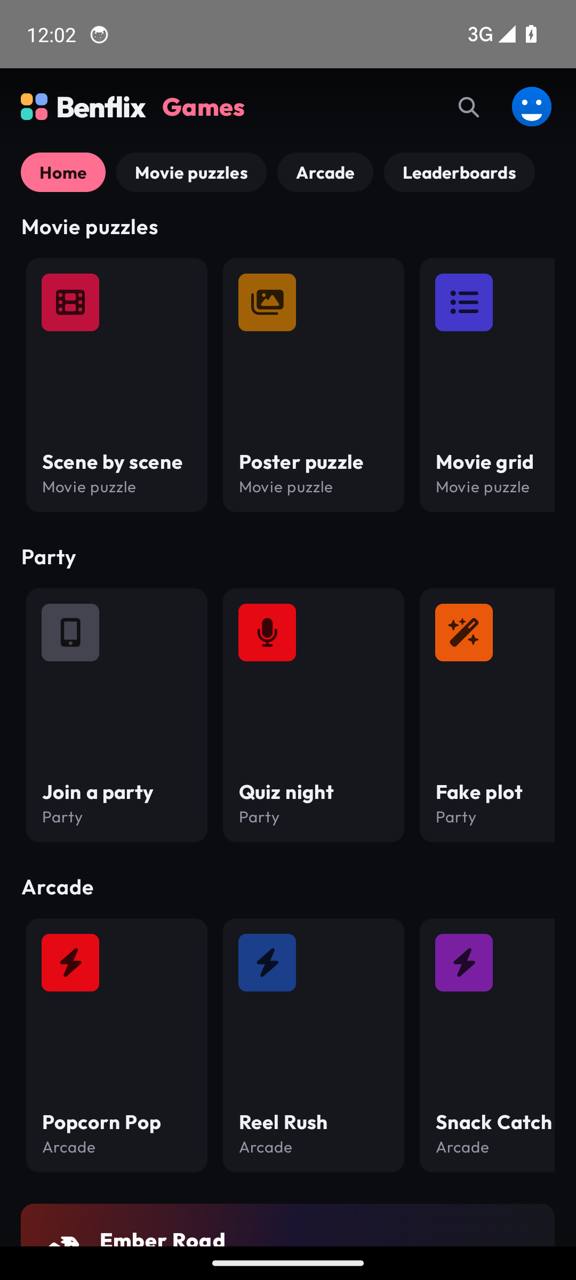 12:02
3G
Benflix Games
Home
Movie puzzles
Arcade
Leaderboards
Movie puzzles
Scene by scene
Movie puzzle
Poster puzzle
Movie puzzle
Movie grid
Movie puzzle
Party
Join a party
Party
Quiz night
Party
Fake plot
Party
Arcade
Popcorn Pop
Arcade
Reel Rush
Arcade
Snack Catch
Arcade
Ember Road